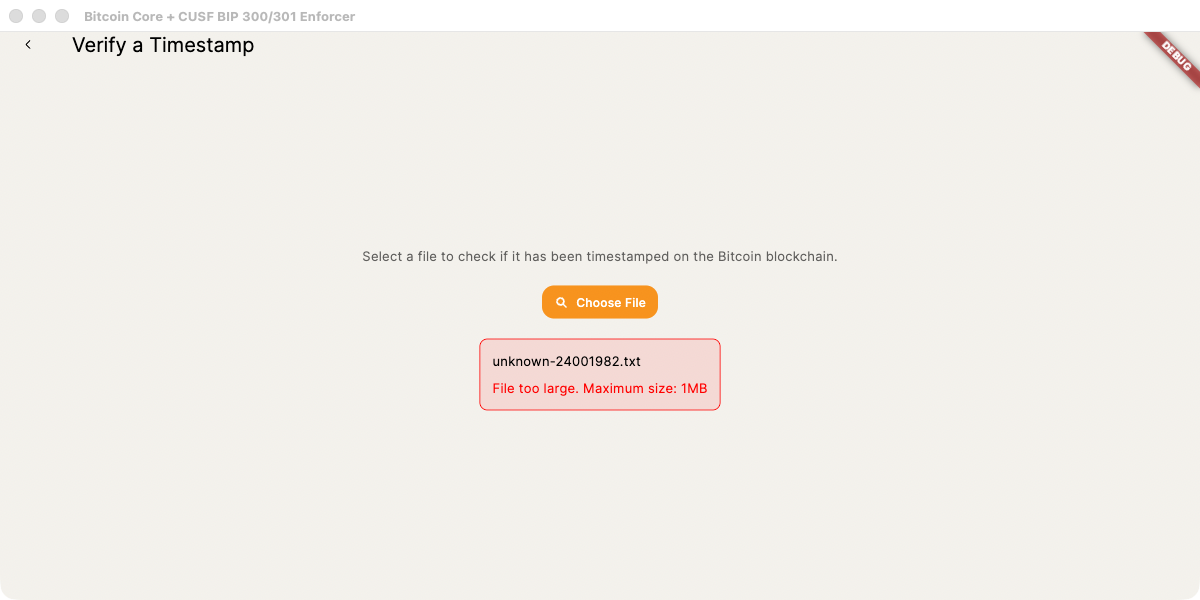 Bitcoin Core + CUSF BIP 300/301 Enforcer
Verify a Timestamp
DEBUG
Select a file to check if it has been timestamped on the Bitcoin blockchain.
Choose File
unknown-24001982.txt
File too large. Maximum size: 1MB